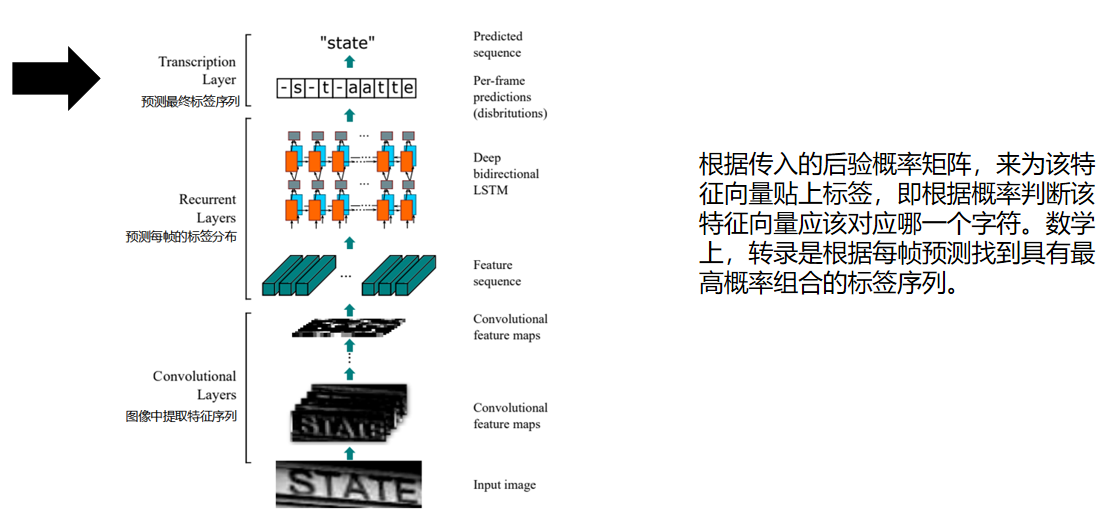 "state"
Predicted
sequence
Transcription
Layer
预测最终标签序列
-s-t-aatte
Per-frame
predictions
(disbritutions)
Recurrent
Layers
预测每帧的标签分布
...
...
Deep
bidirectional
LSTM
...
Feature
sequence
Convolutional
feature maps
Convolutional
Layers
图像中提取特征序列
STATE
Convolutional
feature maps
STATE
Input image
根据传入的后验概率矩阵，来为该特
征向量贴上标签，即根据概率判断该
特征向量应该对应哪一个字符。数学
上，转录是根据每帧预测找到具有最
高概率组合的标签序列。